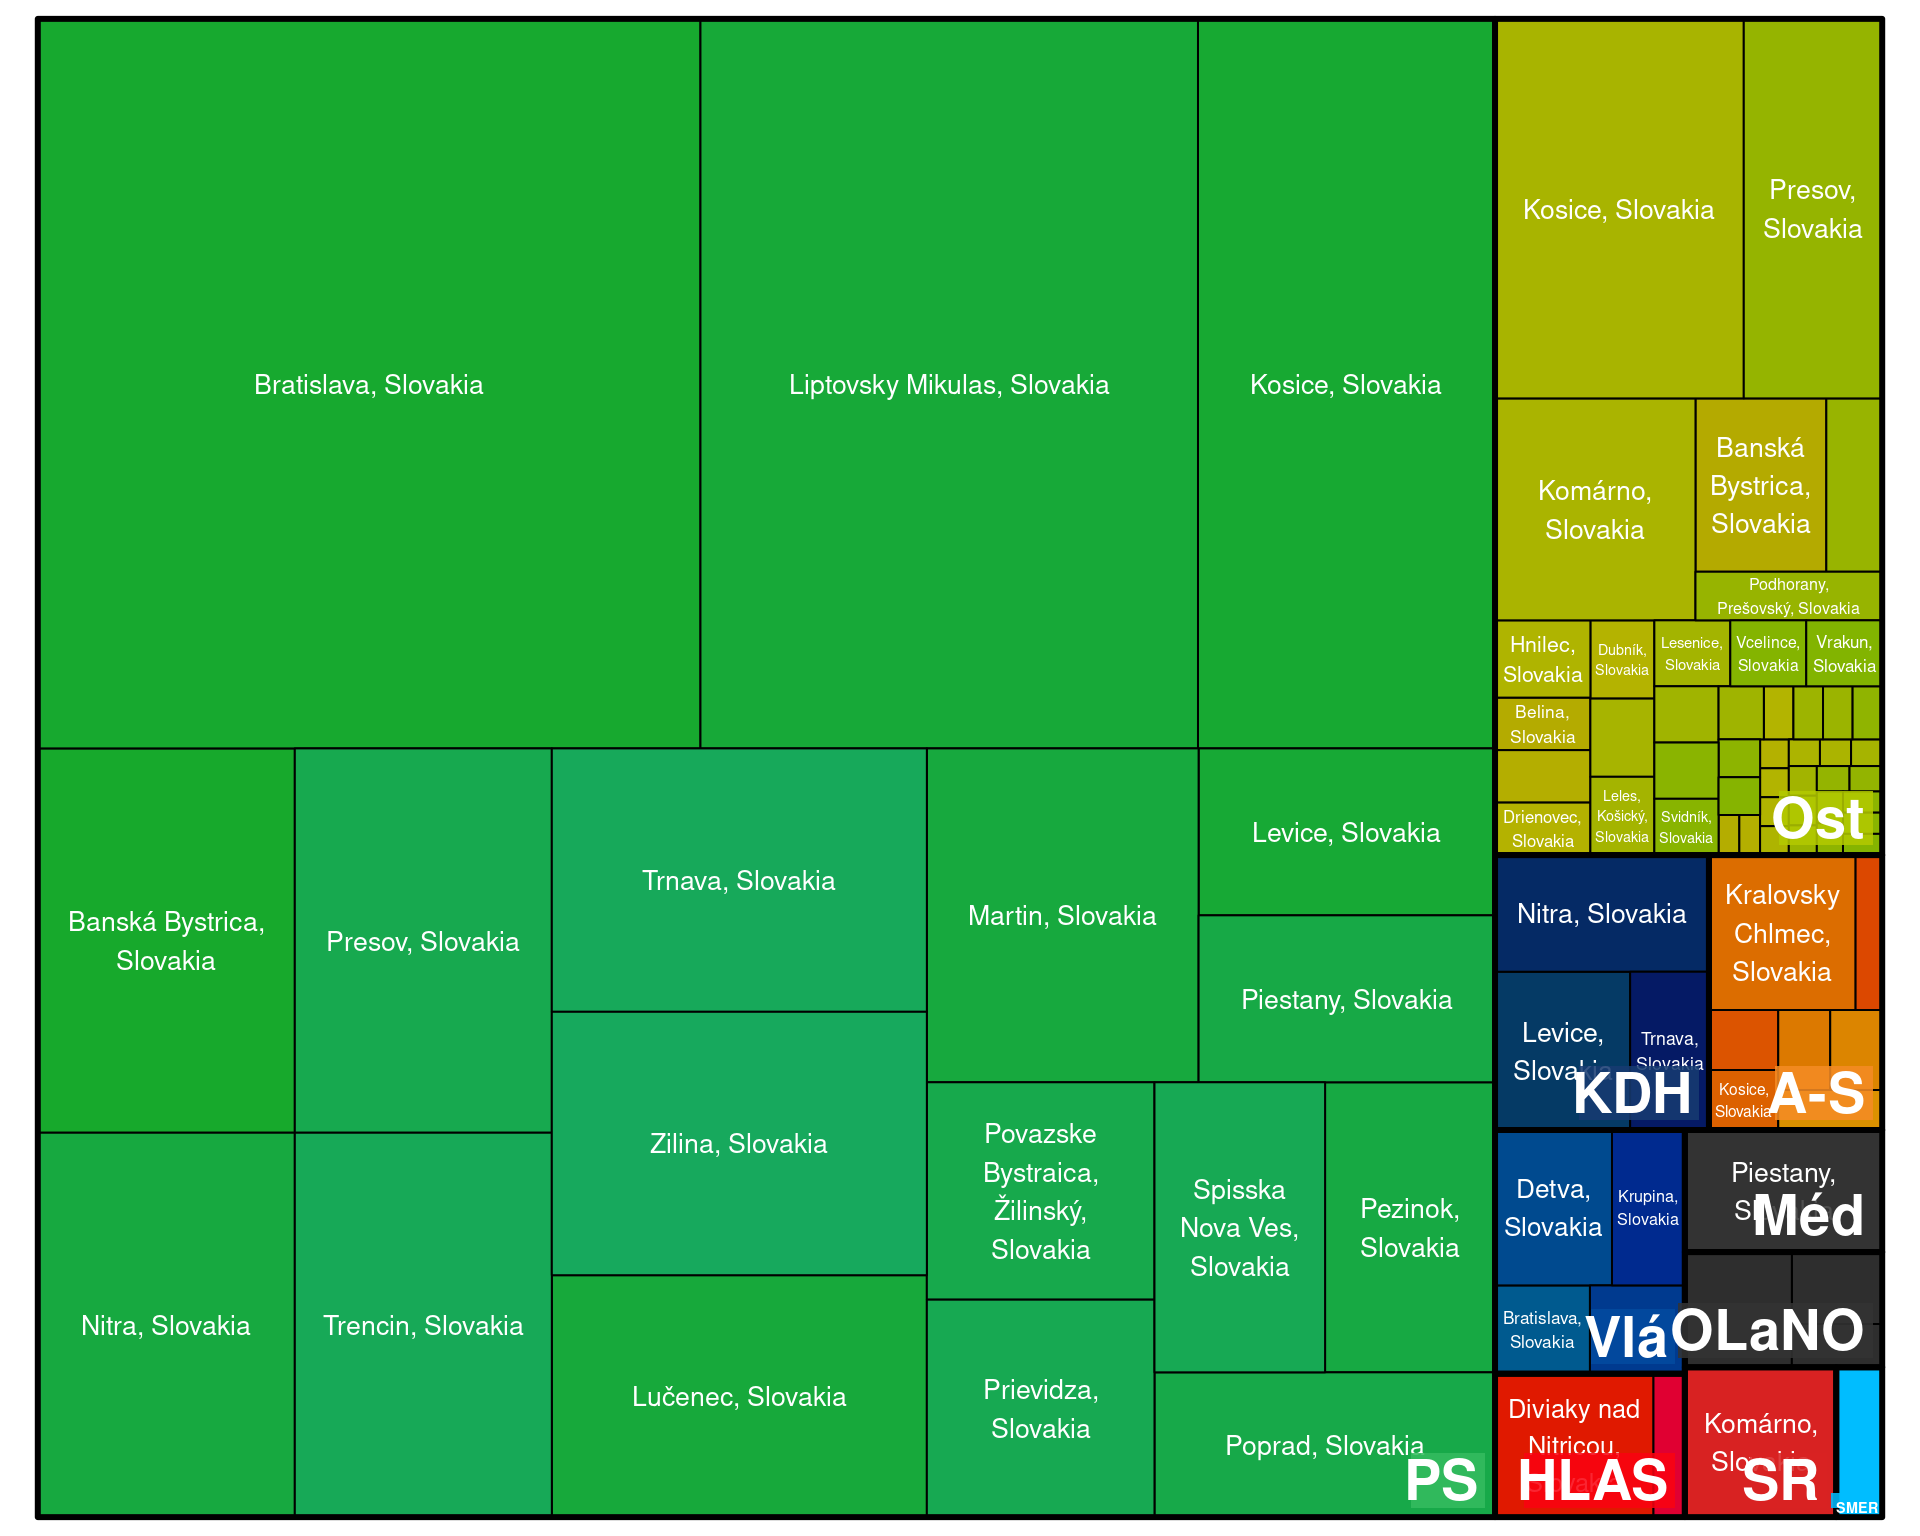 Bratislava, Slovakia
Liptovsky Mikulas, Slovakia
Kosice, Slovakia
Banská Bystrica,
Slovakia
Presov, Slovakia
Trnava, Slovakia
Martin, Slovakia
Levice, Slovakia
Piestany, Slovakia
Nitra, Slovakia
Trencin, Slovakia
Zilina, Slovakia
Lučenec, Slovakia
Povazske
Bystraica,
Žilinský,
Slovakia
Prievidza,
Slovakia
Spisska
Nova Ves,
Slovakia
Pezinok,
Slovakia
Poprad, Slovakia
PS
Kosice, Slovakia
Presov,
Slovakia
Komárno,
Slovakia
Banská
Bystrica,
Slovakia
Podhorany,
Prešovský, Slovakia
Hnilec,
Slovakia
Dubník,
Slovakia
Lesenice,
Slovakia
Vcelince,
Slovakia
Vrakun,
Slovakia
Belina,
Slovakia
Drienovec,
Slovakia
Leles,
Košický,
Slovakia
Svidník,
Slovakia
Ost
Nitra, Slovakia
Levice,
Slovakia
Trnava,
Slovakia
KDH
Kralovsky
Chlmec,
Slovakia
Kosice,
Slovakia
A-S
Detva,
Slovakia
Krupina,
Slovakia
Bratislava,
Slovakia
Vlá
Piestany,
Méd
OLaNO
Diviaky nad
Nitricou,
Slovakia
HLAS
Komárno,
Slovakia
SR
SMER